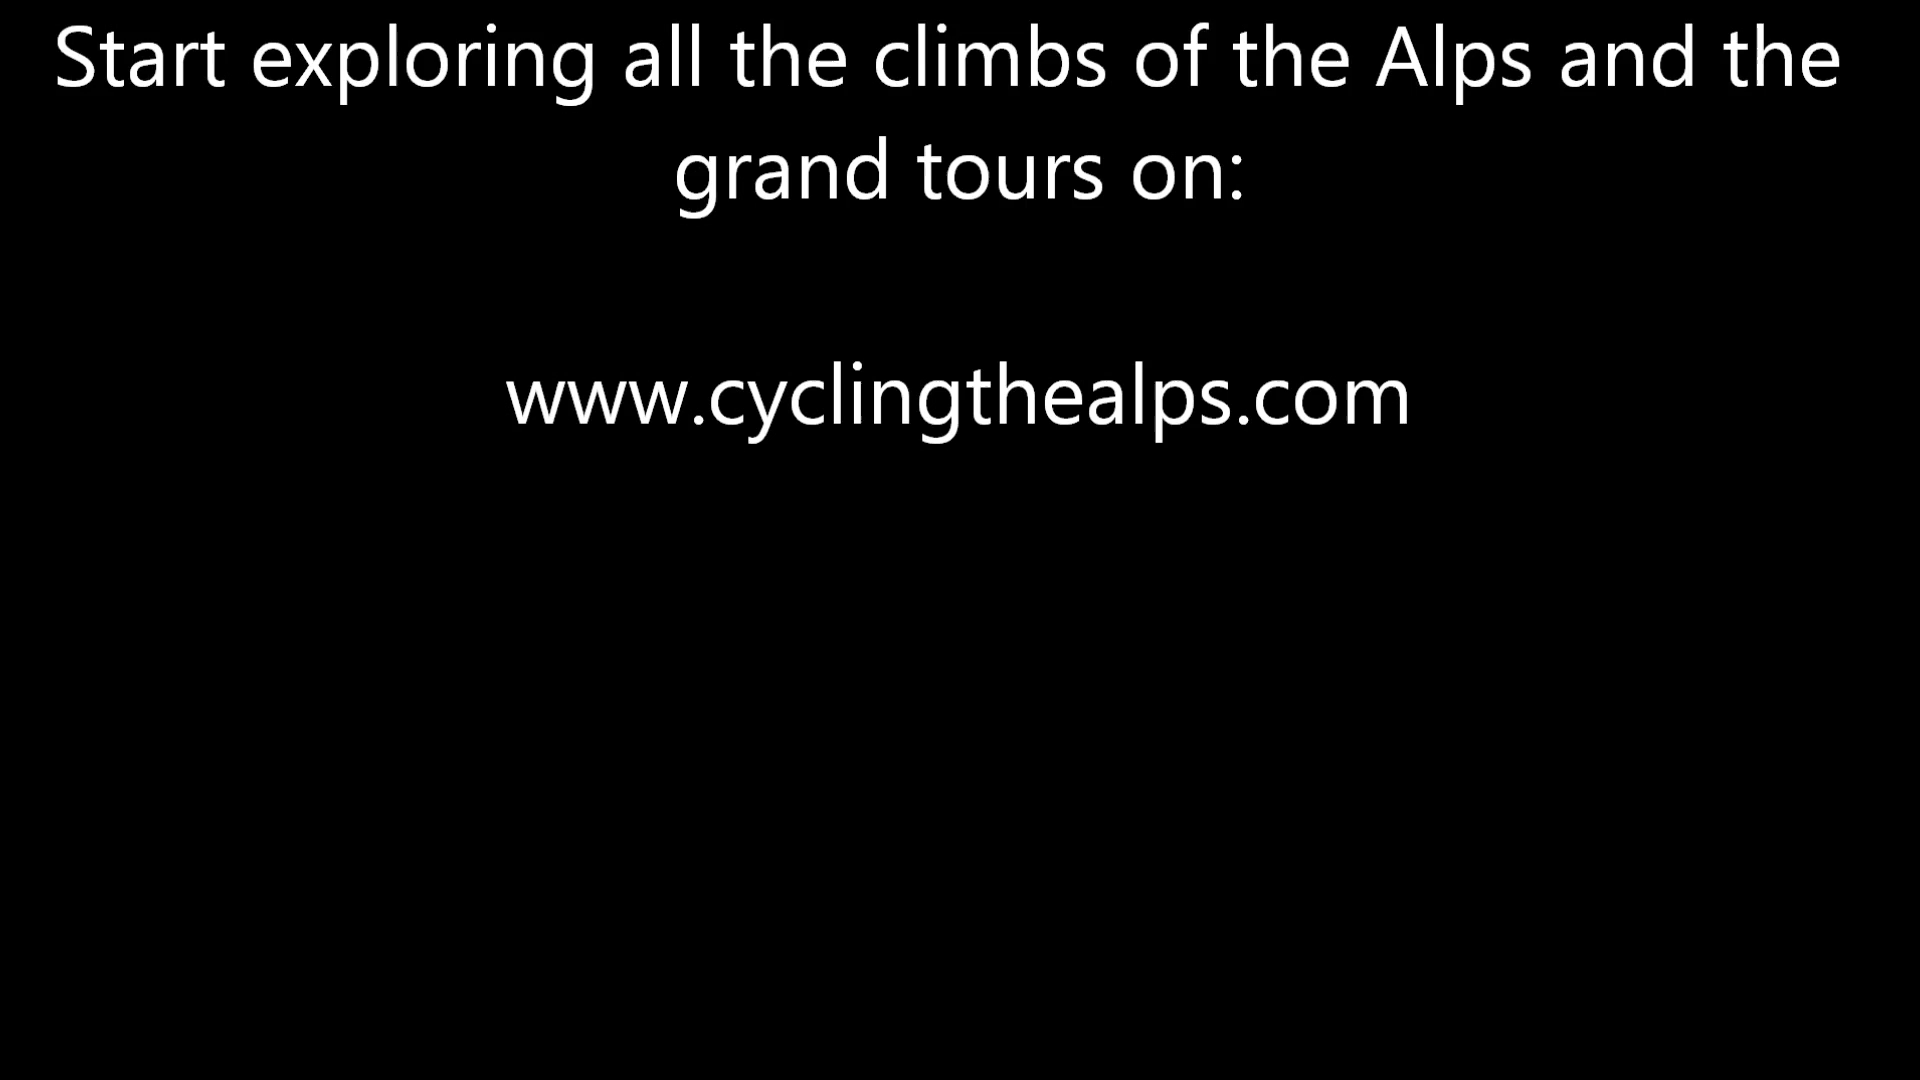 Start exploring all the climbs of the Alps and the
grand tours on:
www.cyclingthealps.com